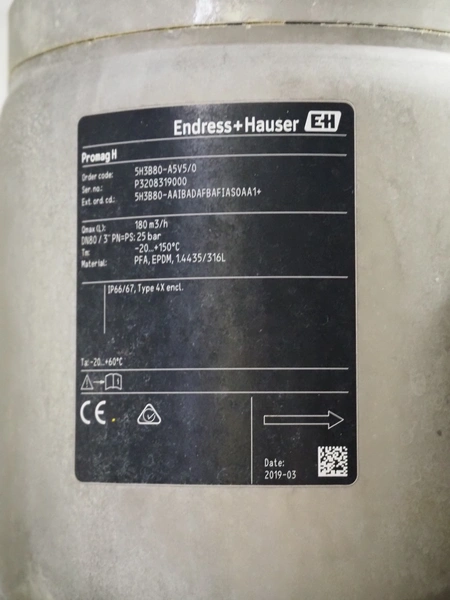 Endress+Hauser EH
Promag H
Order code: 5H3B80-A5V5/0
Ser. no.: P3208319000
Ext. ord. cd.: 5H3B80-AAIBADAFBAFIASOAA1+
Qmax (L): 180 m3/h
DN80 / 3" PN=PS: 25 bar
Tm: -20...+150°C
Material: PFA, EPDM, 1.4435/316L
IP66/67, Type 4X encl.
Ta: -20...+60°C
CE
Date:
2019-03